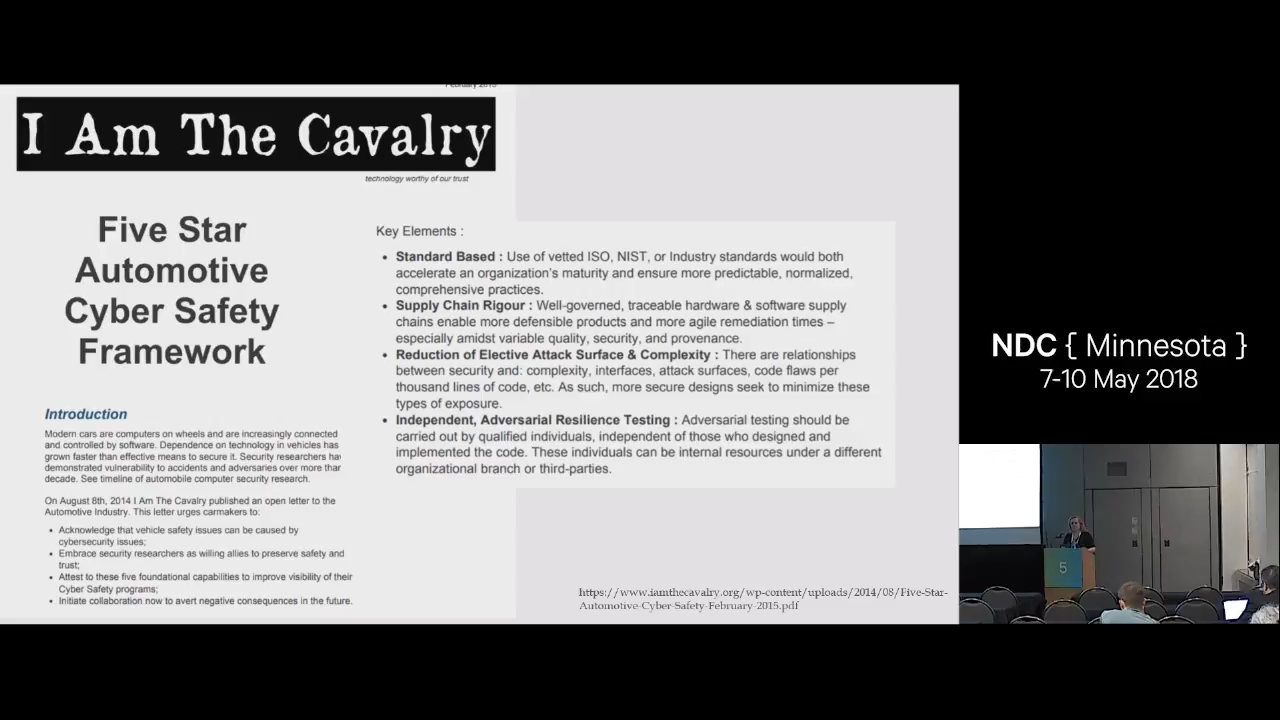 February 2015
I Am The Cavalry
technology worthy of our trust
Five Star
Automotive
Cyber Safety
Framework
Introduction
Modern cars are computers on wheels and are increasingly connected
and controlled by software. Dependence on technology in vehicles has
grown faster than effective means to secure it. Security researchers ha
demonstrated vulnerability to accidents and adversaries over more thar
decade. See timeline of automobile computer security research.
On August 8th, 2014 I Am The Cavalry published an open letter to the
Automotive Industry. This letter urges carmakers to:
• Acknowledge that vehicle safety issues can be caused by
cybersecurity issues;
• Embrace security researchers as willing allies to preserve safety and
trust;
• Attest to these five foundational capabilities to improve visibility of their
Cyber Safety programs;
• Initiate collaboration now to avert negative consequences in the future.
Key Elements :
• Standard Based : Use of vetted ISO, NIST, or Industry standards would both
accelerate an organization's maturity and ensure more predictable, normalized,
comprehensive practices.
• Supply Chain Rigour : Well-governed, traceable hardware & software supply
chains enable more defensible products and more agile remediation times –
especially amidst variable quality, security, and provenance.
• Reduction of Elective Attack Surface & Complexity : There are relationships
between security and: complexity, interfaces, attack surfaces, code flaws per
thousand lines of code, etc. As such, more secure designs seek to minimize these
types of exposure.
• Independent, Adversarial Resilience Testing : Adversarial testing should be
carried out by qualified individuals, independent of those who designed and
implemented the code. These individuals can be internal resources under a different
organizational branch or third-parties.
https://www.iamthecavalry.org/wp-content/uploads/2014/08/Five-Star-
Automotive-Cyber-Safety-February-2015.pdf
NDC { Minnesota }
7-10 May 2018
5